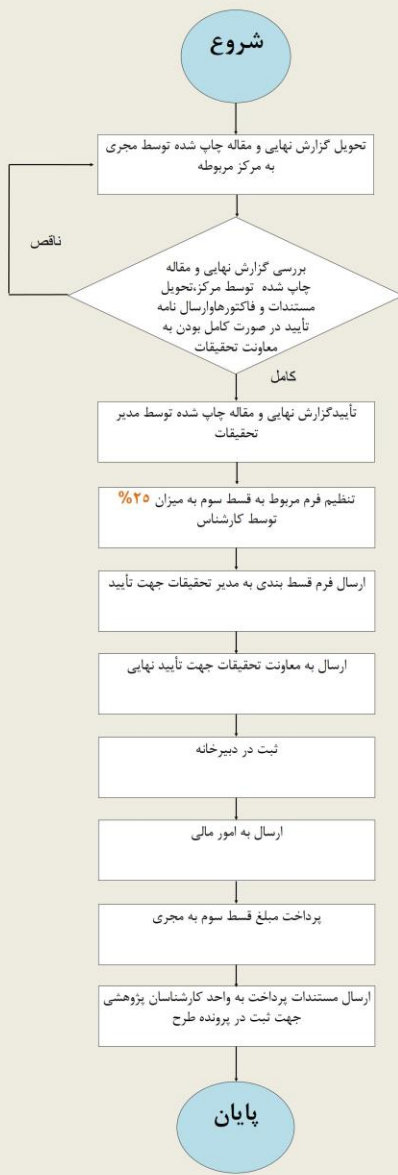 شروع
تحویل گزارش نهایی و مقاله چاپ شده توسط مجری
به مرکز مربوطه
ناقص
بررسی گزارش نهایی و مقاله
چاپ شده توسط مرکز،تحویل
مستندات و فاکتورهاوارسال نامه
تأیید در صورت کامل بودن به
معاونت تحقیقات
کامل
تأییدگزارش نهایی و مقاله چاپ شده توسط مدیر
تحقیقات
تنظیم فرم مربوط به قسط سوم به میزان ۲۵%
توسط کارشناس
ارسال فرم قسط بندی به مدیر تحقیقات جهت تأیید
ارسال به معاونت تحقیقات جهت تأیید نهایی
ثبت در دبیرخانه
ارسال به امور مالی
پرداخت مبلغ قسط سوم به مجری
ارسال مستندات پرداخت به واحد کارشناسان پژوهشی
جهت ثبت در پرونده طرح
پایان